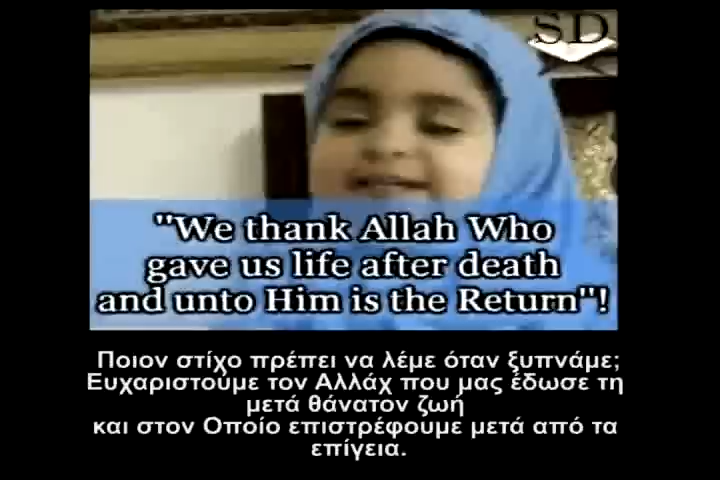 SD
"We thank Allah Who
gave us life after death
and unto Him is the Return"!
Ποιον στίχο πρέπει να λέμε όταν ξυπνάμε;
Ευχαριστούμε τον Αλλάχ που μας έδωσε τη
μετά θάνατον ζωή
και στον Οποίο επιστρέφουμε μετά από τα
επίγεια.